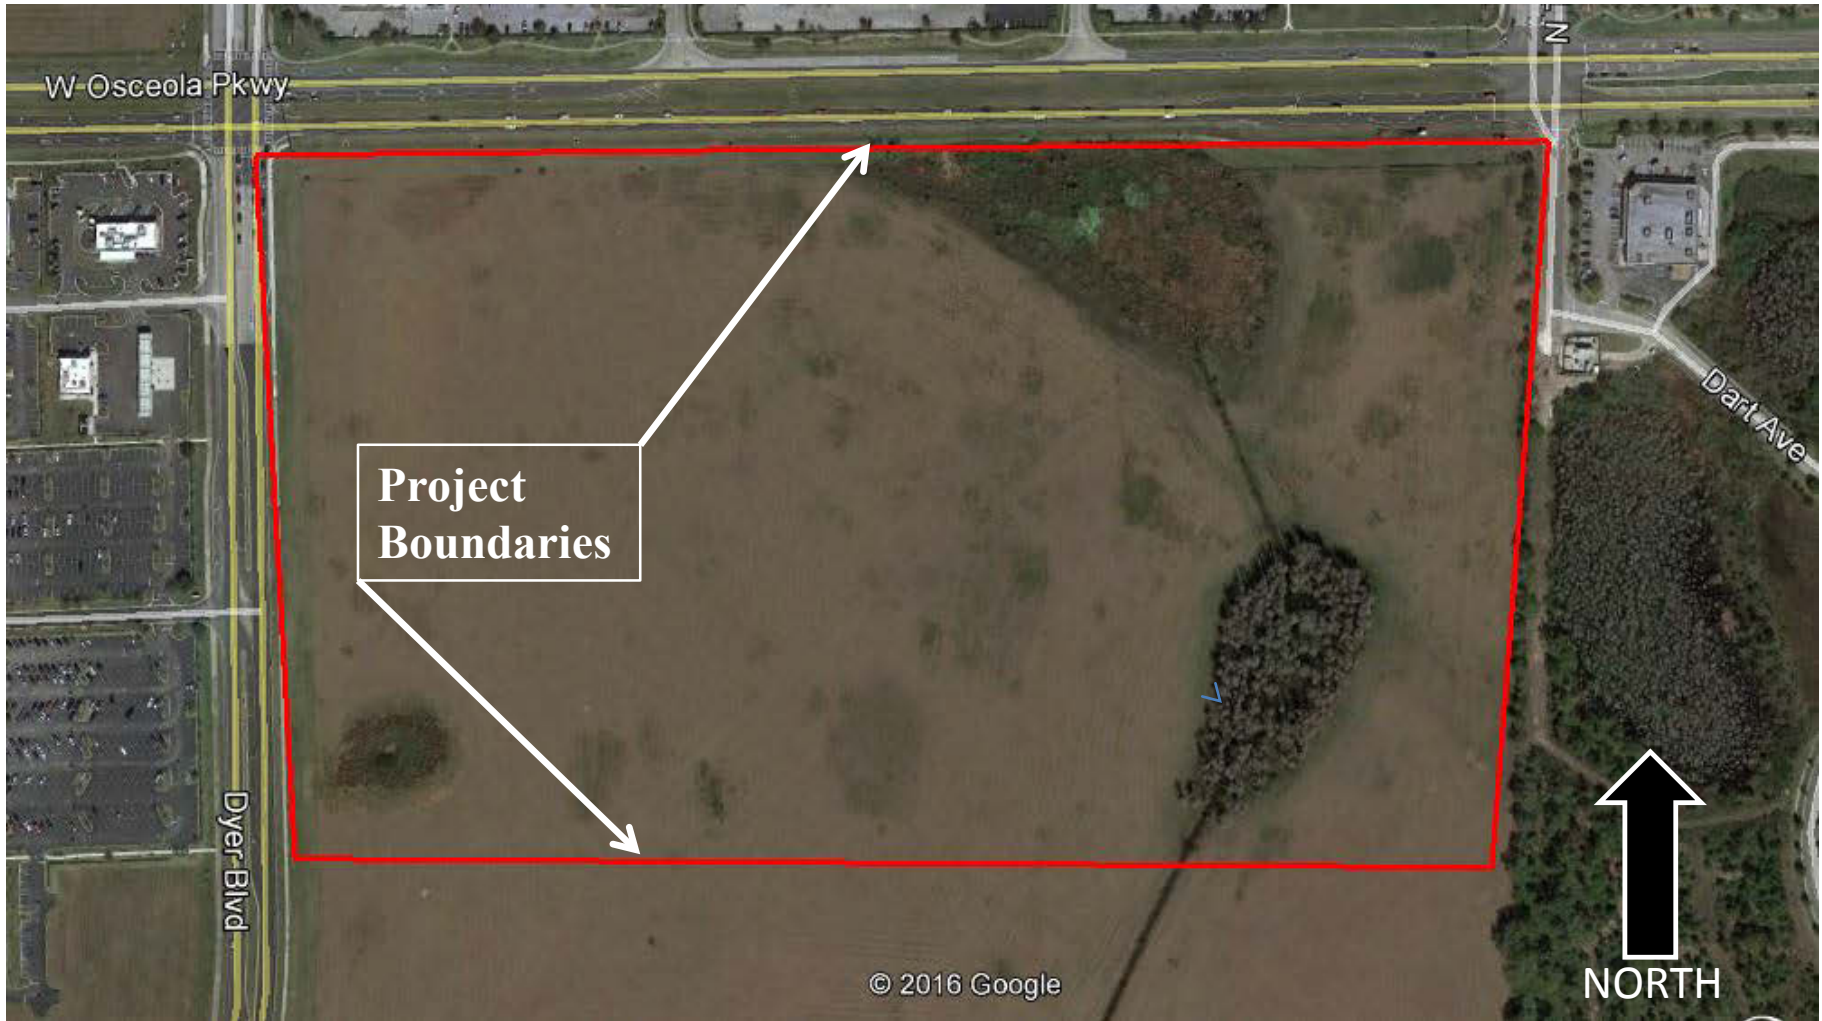 W Osceola Pkwy
N
Project
Boundaries
Dart Ave
Dyer Blvd
© 2016 Google
NORTH